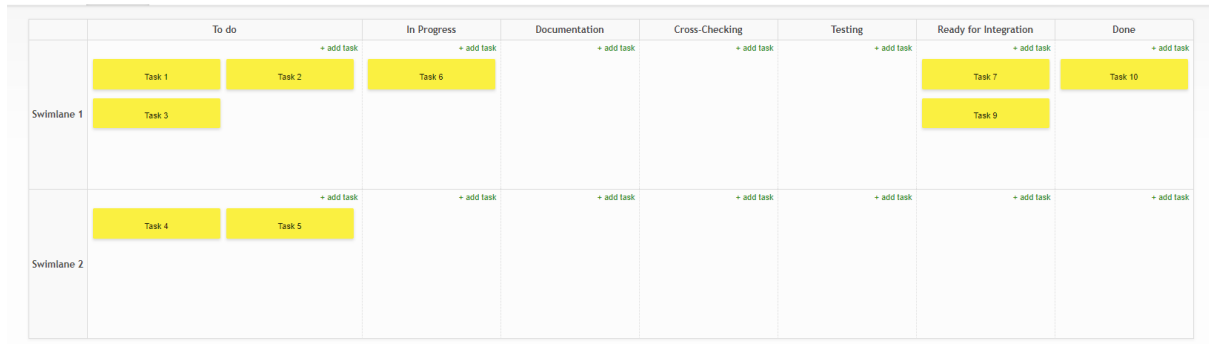 To do In Progress Documentation Cross-Checking Testing Ready for Integration Done
+ add task + add task + add task + add task + add task + add task + add task
Task 1 Task 2 Task 6 Task 7 Task 10
Swimlane 1 Task 3 Task 9
+ add task + add task + add task + add task + add task + add task + add task
Task 4 Task 5
Swimlane 2